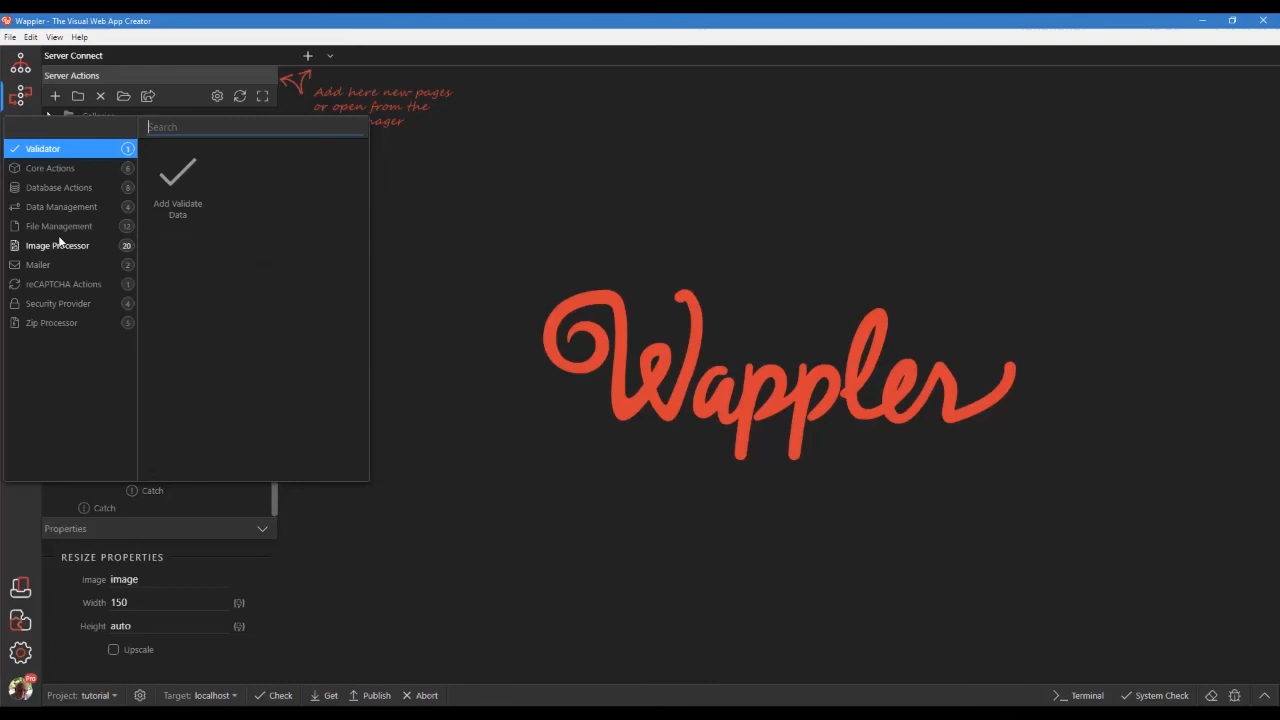 Wappler - The Visual Web App Creator
File Edit View Help
Server Connect
Server Actions
Add here new pages
or open from the
Search
Validator 1
Core Actions 6
Database Actions 8
Data Management 4
File Management 12
Image Processor 20
Mailer 2
reCAPTCHA Actions 1
Security Provider 4
Zip Processor 5
Add Validate
Data
Wappler
Catch
Catch
Properties
RESIZE PROPERTIES
Image image
Width 150
Height auto
Upscale
Pro
Project: tutorial Target: localhost Check Get Publish Abort Terminal System Check